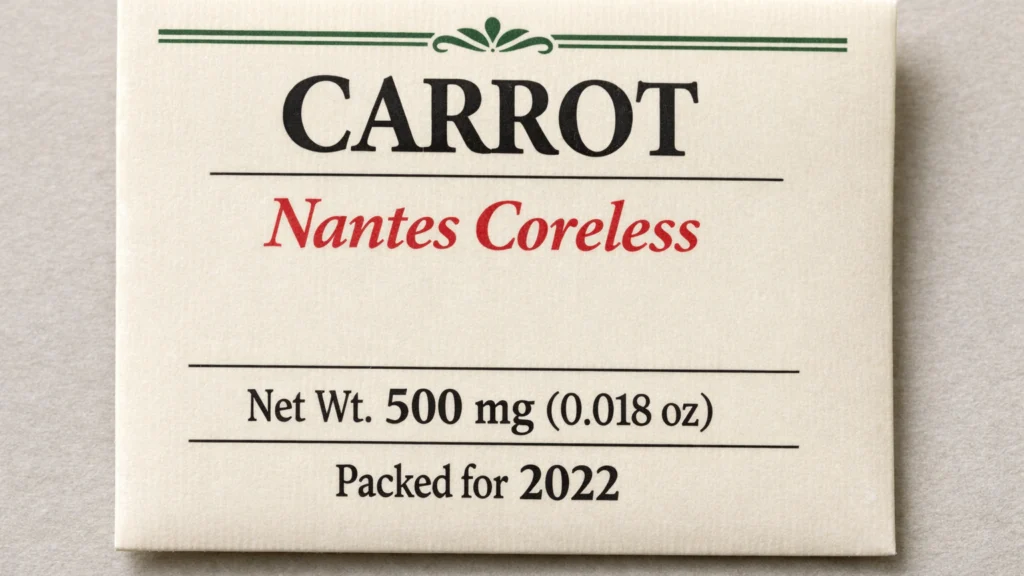 CARROT
Nantes Coreless
Net Wt. 500 mg (0.018 oz)
Packed for 2022